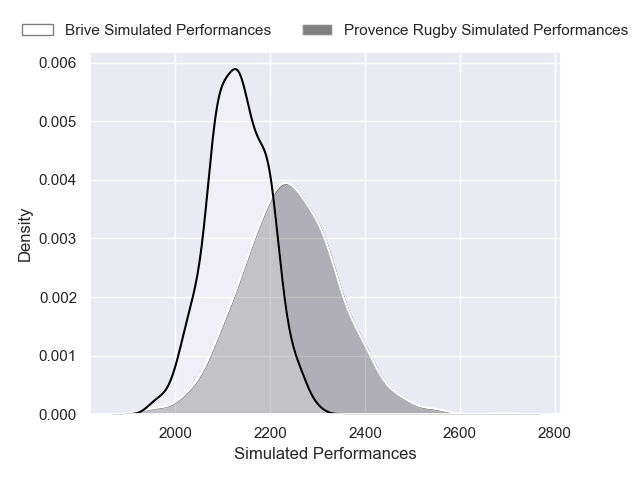 Brive Simulated Performances Provence Rugby Simulated Performances
0.006
0.005
0.004
0.003
0.002
0.001
0.000
Density
2000 2200 2400 2600 2800
Simulated Performances